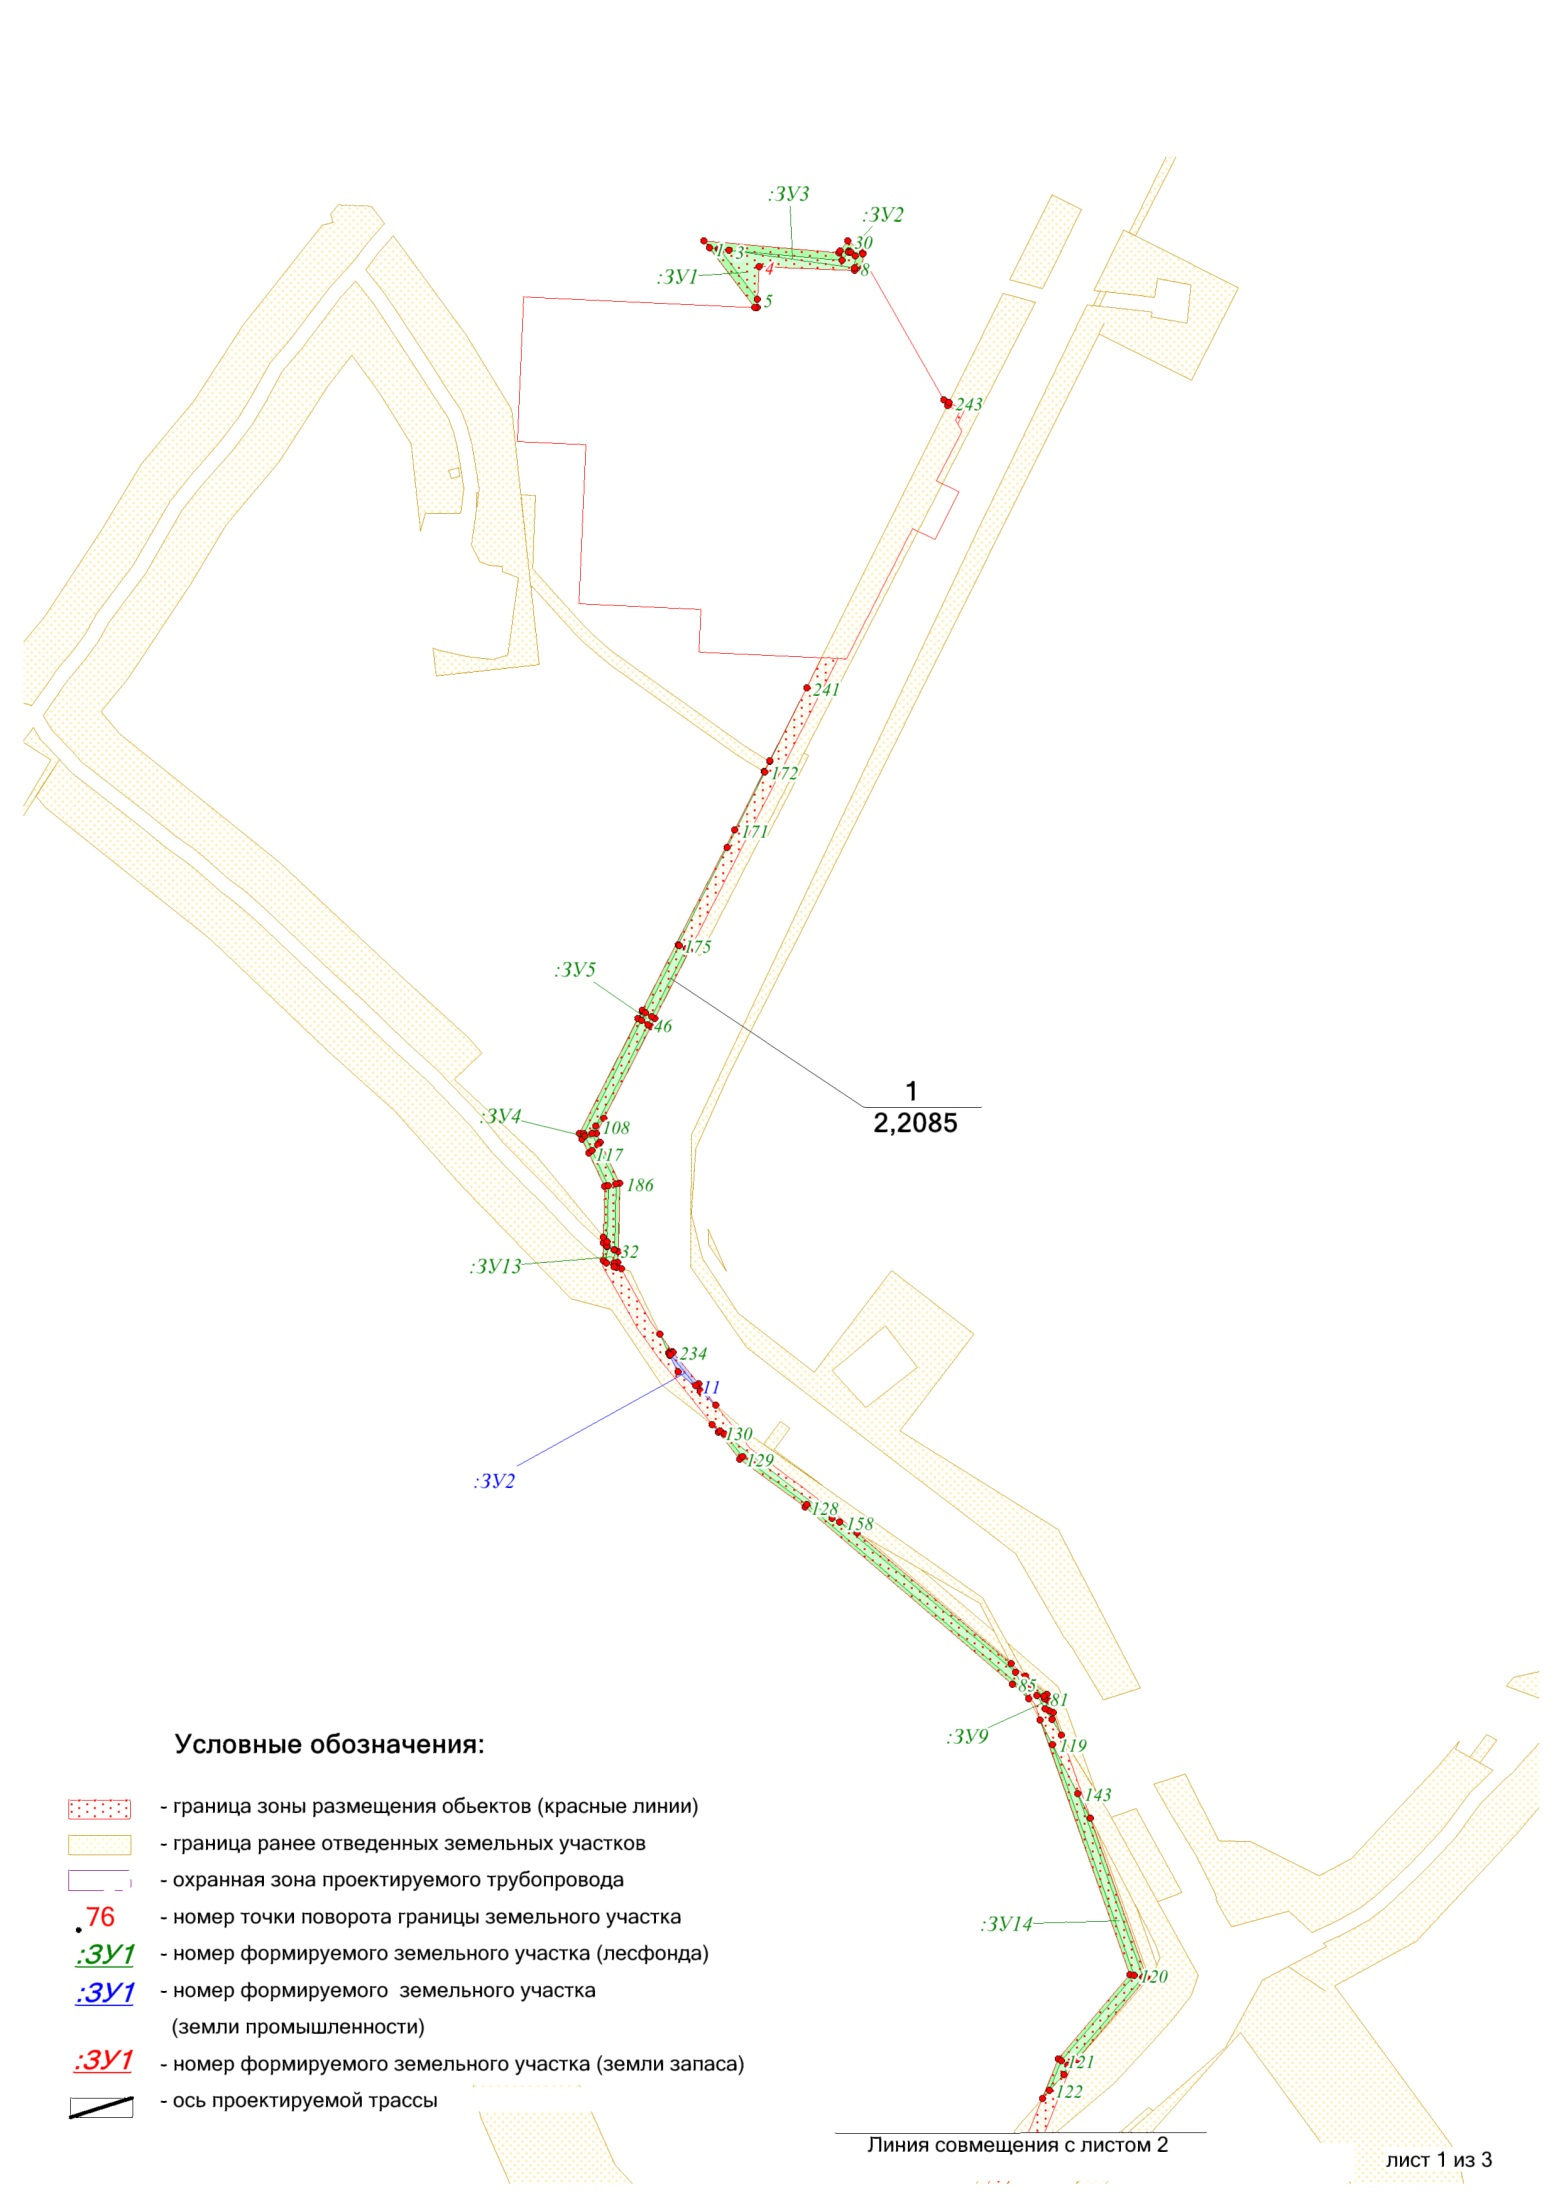 :ЗУ3
:ЗУ2
30
1
3
:ЗУ1
4
8
5
243
241
172
171
175
:ЗУ5
46
1
2,2085
:ЗУ4
108
117
186
32
:ЗУ13
234
11
130
129
:ЗУ2
128
158
85
81
:ЗУ9
119
143
:ЗУ14
120
121
122
Условные обозначения:
- граница зоны размещения обьектов (красные линии)
- граница ранее отведенных земельных участков
- охранная зона проектируемого трубопровода
.76 - номер точки поворота границы земельного участка
:ЗУ1 - номер формируемого земельного участка (лесфонда)
:ЗУ1 - номер формируемого земельного участка
(земли промышленности)
:ЗУ1 - номер формируемого земельного участка (земли запаса)
- ось проектируемой трассы
Линия совмещения с листом 2
лист 1 из 3